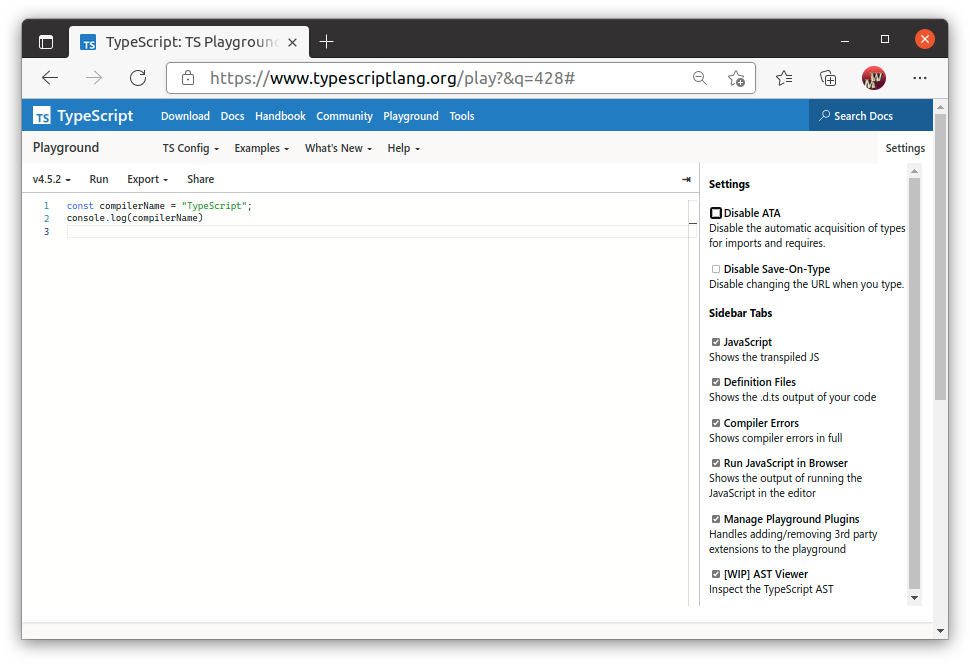 TS TypeScript: TS Playground
https://www.typescriptlang.org/play?&q=428#
TS TypeScript Download Docs Handbook Community Playground Tools Search Docs
Playground TS Config Examples What's New Help Settings
v4.5.2 Run Export Share
1 const compilerName = "TypeScript";
2 console.log(compilerName)
3
Settings
Disable ATA
Disable the automatic acquisition of types
for imports and requires.
Disable Save-On-Type
Disable changing the URL when you type.
Sidebar Tabs
JavaScript
Shows the transpiled JS
Definition Files
Shows the .d.ts output of your code
Compiler Errors
Shows compiler errors in full
Run JavaScript in Browser
Shows the output of running the
JavaScript in the editor
Manage Playground Plugins
Handles adding/removing 3rd party
extensions to the playground
[WIP] AST Viewer
Inspect the TypeScript AST